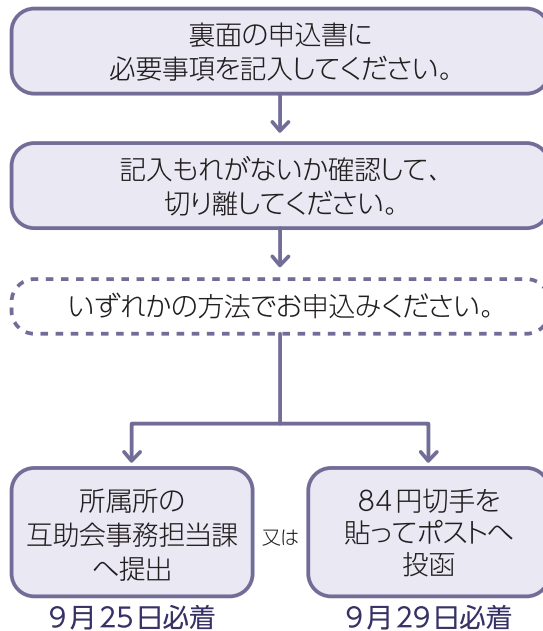 裏面の申込書に
必要事項を記入してください。
記入もれがないか確認して、
切り離してください。
いずれかの方法でお申込みください。
所属所の
互助会事務担当課
へ提出
又は
84円切手を
貼ってポストへ
投函
9月25日必着
9月29日必着